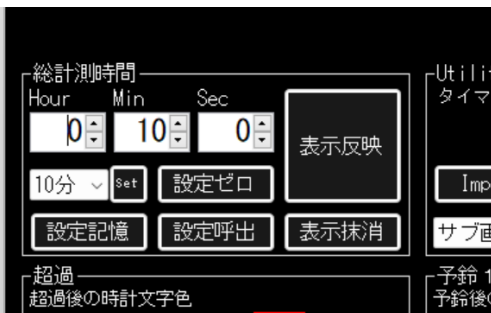 総計測時間
Hour Min Sec
0 10 0
表示反映
10分 Set 設定ゼロ
設定記憶 設定呼出 表示抹消
超過
超過後の時計文字色
Utili
タイマ
Imp
サブ画
予鈴 1
予鈴後